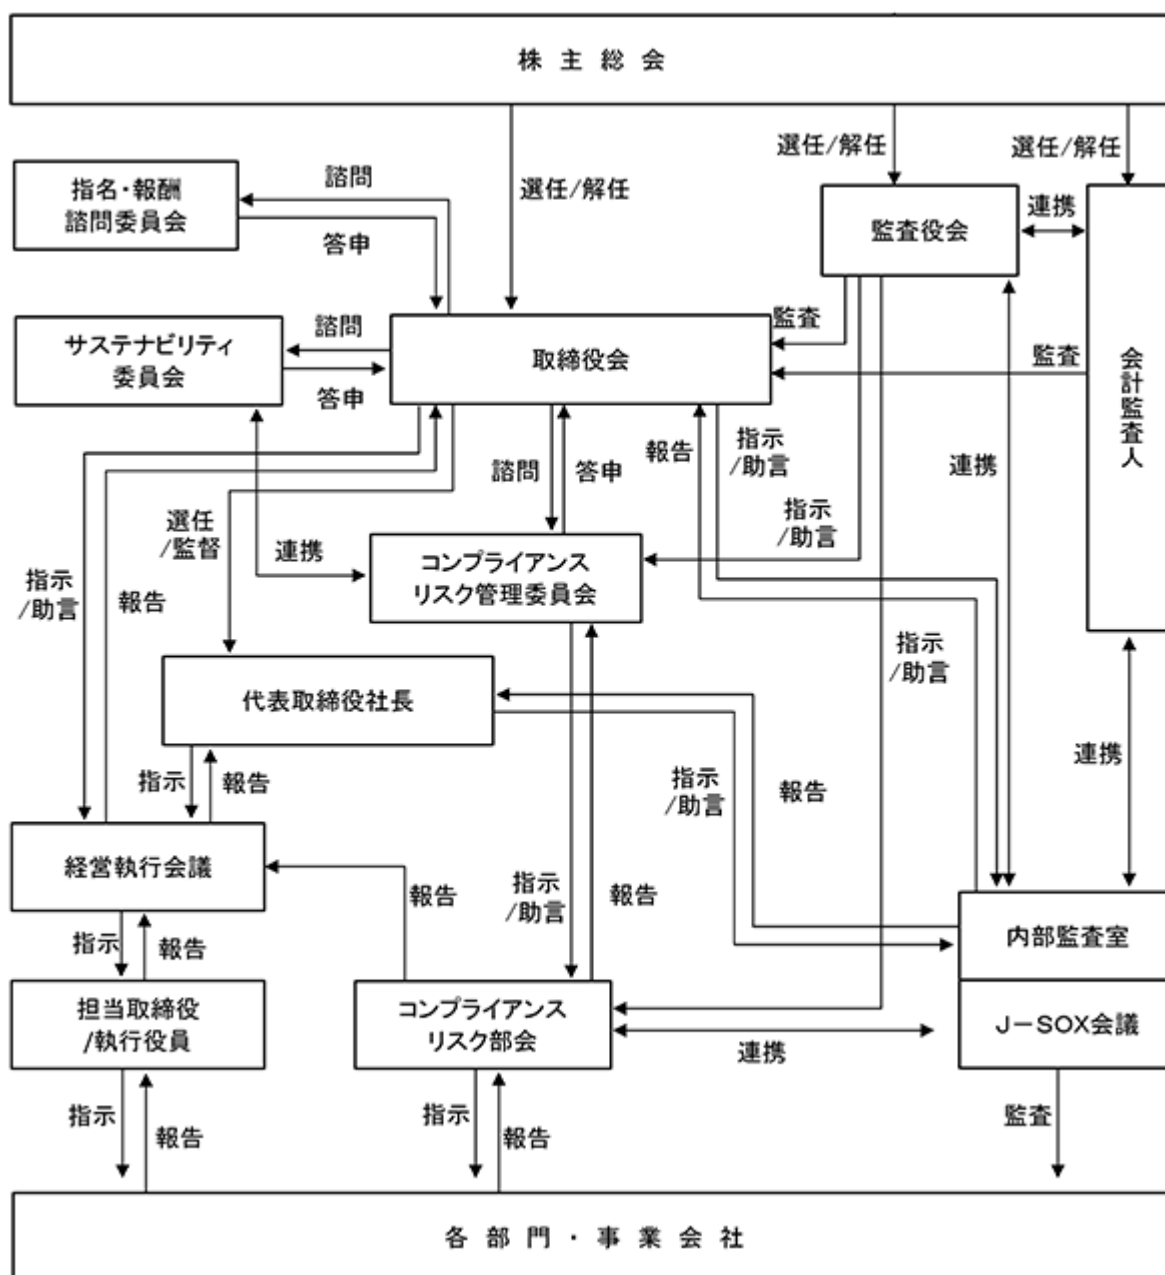 株主総会
選任/解任
選任/解任
選任/解任
指名・報酬
諮問委員会
諮問
答申
監査役会
連携
会計監査人
サステナビリティ
委員会
諮問
答申
取締役会
監査
監査
指示
/助言
報告
選任
/監督
連携
諮問
答申
報告
指示
/助言
指示
/助言
連携
コンプライアンス
リスク管理委員会
指示
/助言
代表取締役社長
指示
報告
指示
/助言
報告
連携
経営執行会議
報告
指示
/助言
報告
指示
報告
内部監査室
担当取締役
/執行役員
コンプライアンス
リスク部会
連携
J-SOX会議
指示
報告
指示
報告
監査
各部門・事業会社